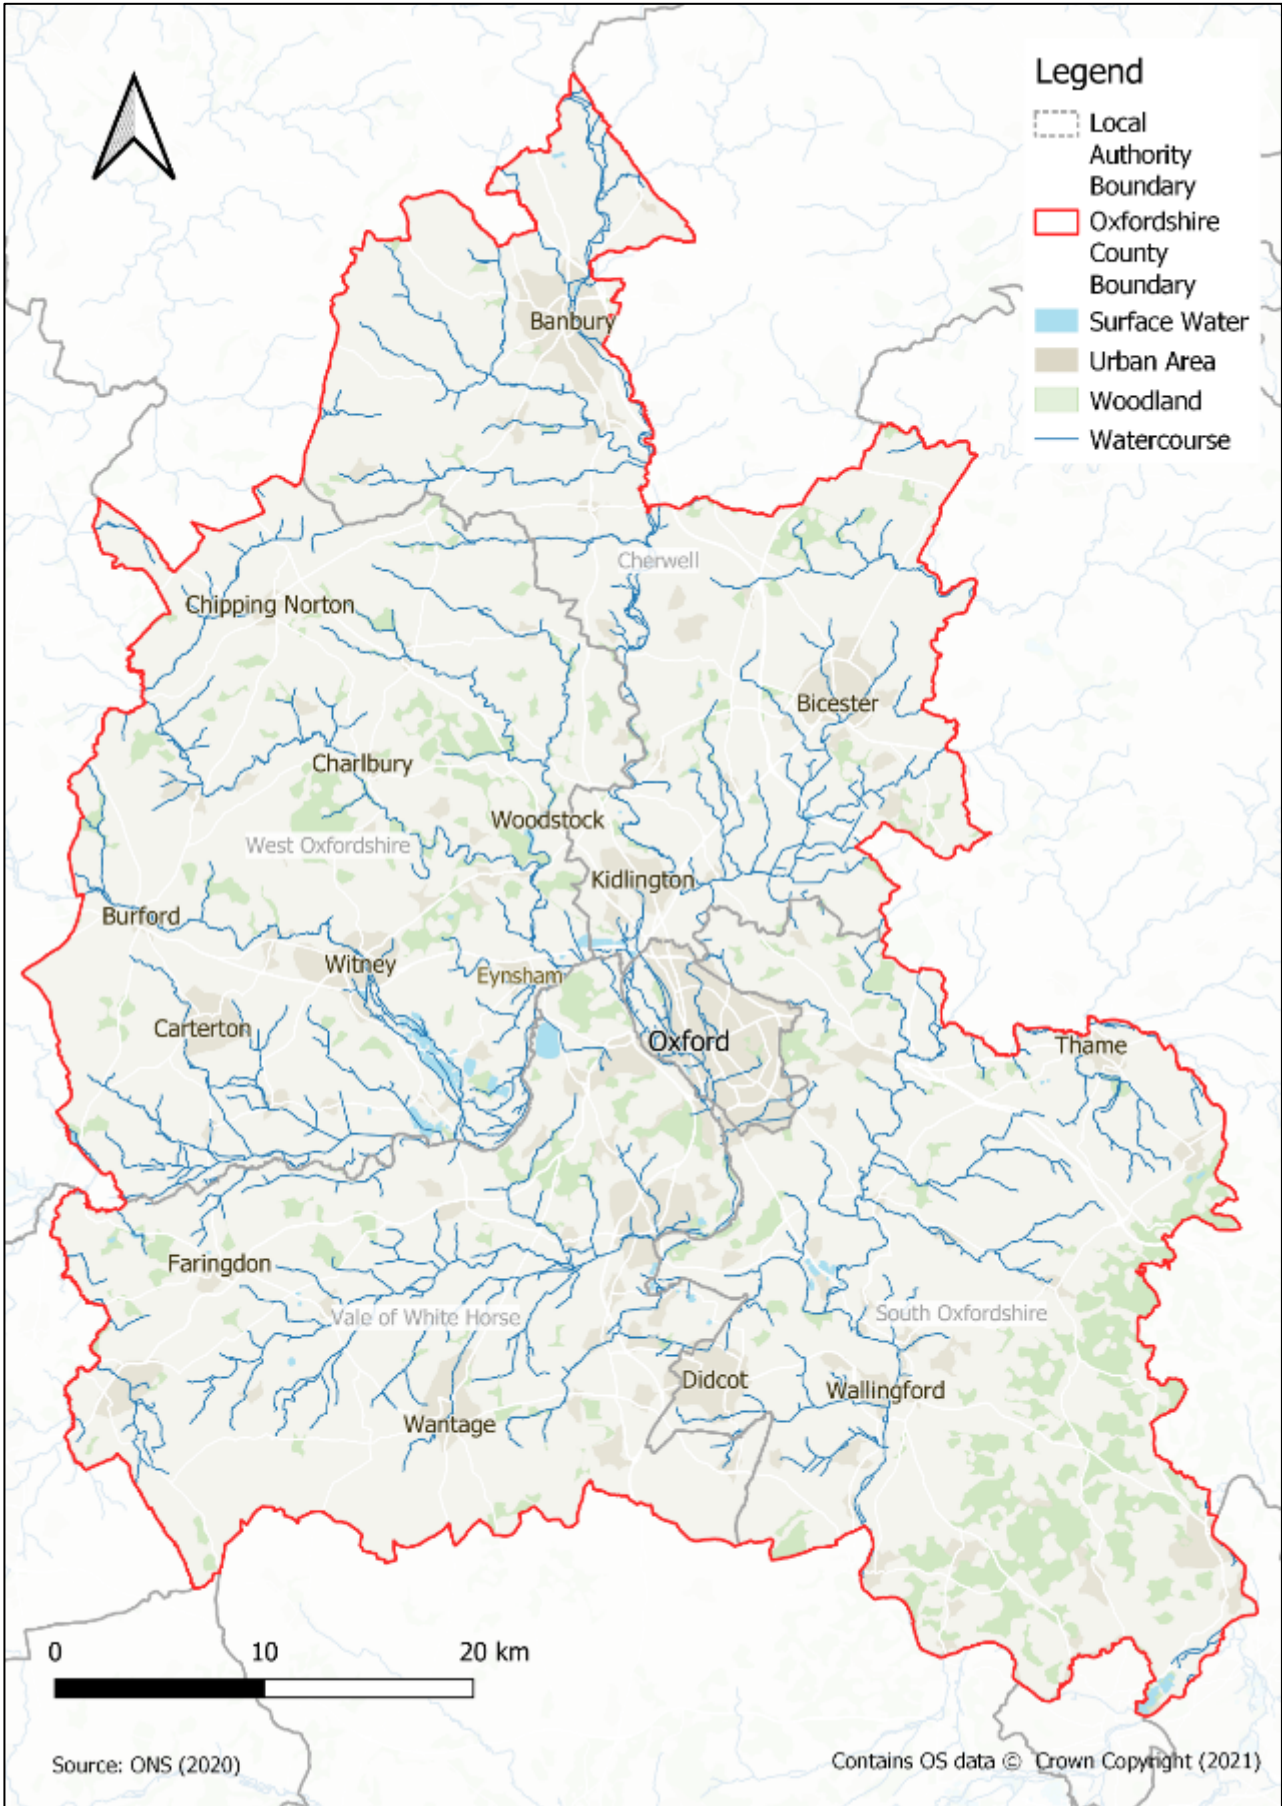 Legend
Local
Authority
Boundary
Oxfordshire
County
Boundary
Surface Water
Urban Area
Woodland
Watercourse
Banbury
Cherwell
Chipping Norton
Bicester
Charlbury
Woodstock
West Oxfordshire
Kidlington
Burford
Witney
Eynsham
Carterton
Oxford
Thame
Faringdon
Vale of White Horse
South Oxfordshire
Didcot
Wallingford
Wantage
0 10 20 km
Source: ONS (2020)
Contains OS data © Crown Copyright (2021)